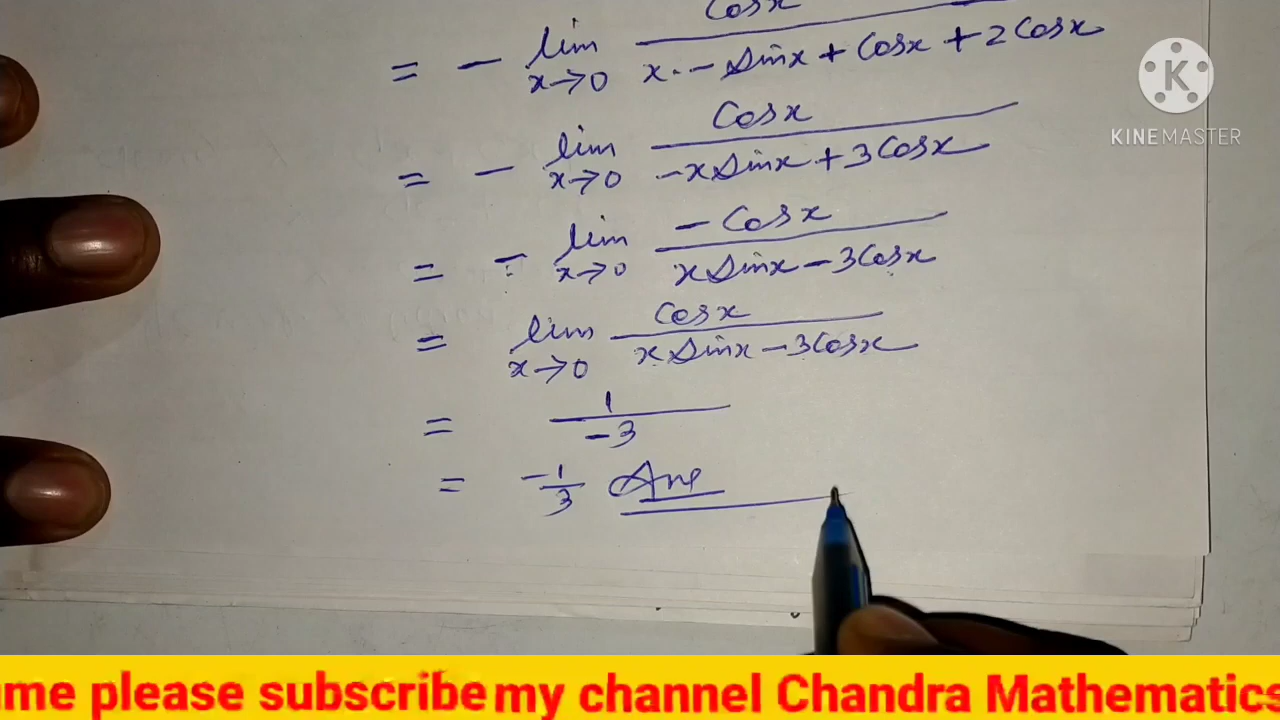 = - lim x→0 Cosx / x·-Sinx + Cosx + 2Cosx
= - lim x→0 Cosx / -xSinx + 3Cosx
= - lim x→0 -Cosx / xSinx - 3Cosx
= lim x→0 Cosx / xSinx - 3Cosx
= 1 / -3
= -1/3 Ans
K
KINEMASTER
me please subscribe my channel Chandra Mathematics